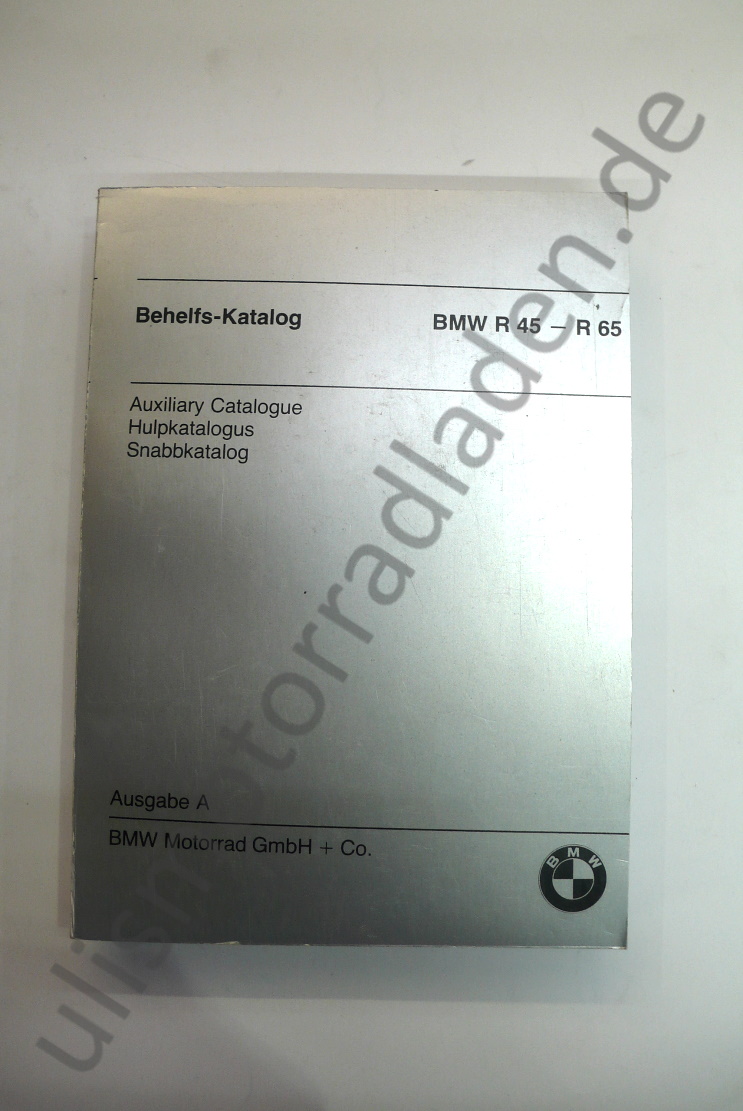 Behelfs-Katalog
BMW R 45 — R 65
Auxiliary Catalogue
Hulpkatalogus
Snabbkatalog
Ausgabe A
BMW Motorrad GmbH + Co.
BMW
ulismotorradladen.de